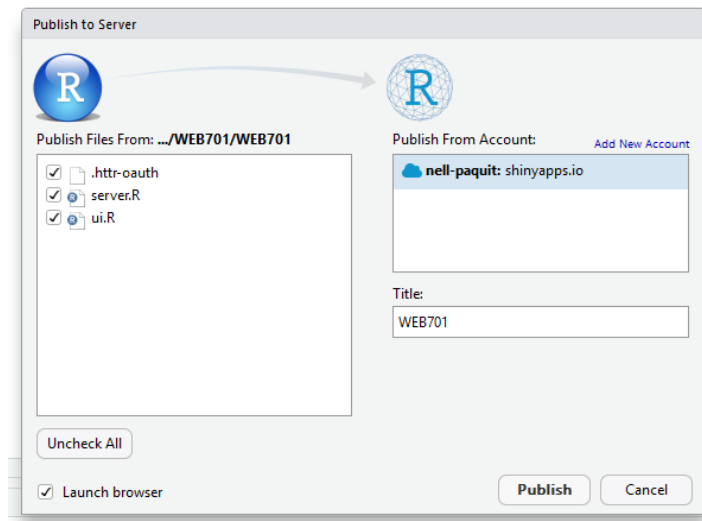 Publish to Server
R
R
Publish Files From: .../WEB701/WEB701
.httr-oauth
server.R
ui.R
Uncheck All
Launch browser
Publish From Account:
Add New Account
nell-paquit: shinyapps.io
Title:
WEB701
Publish
Cancel